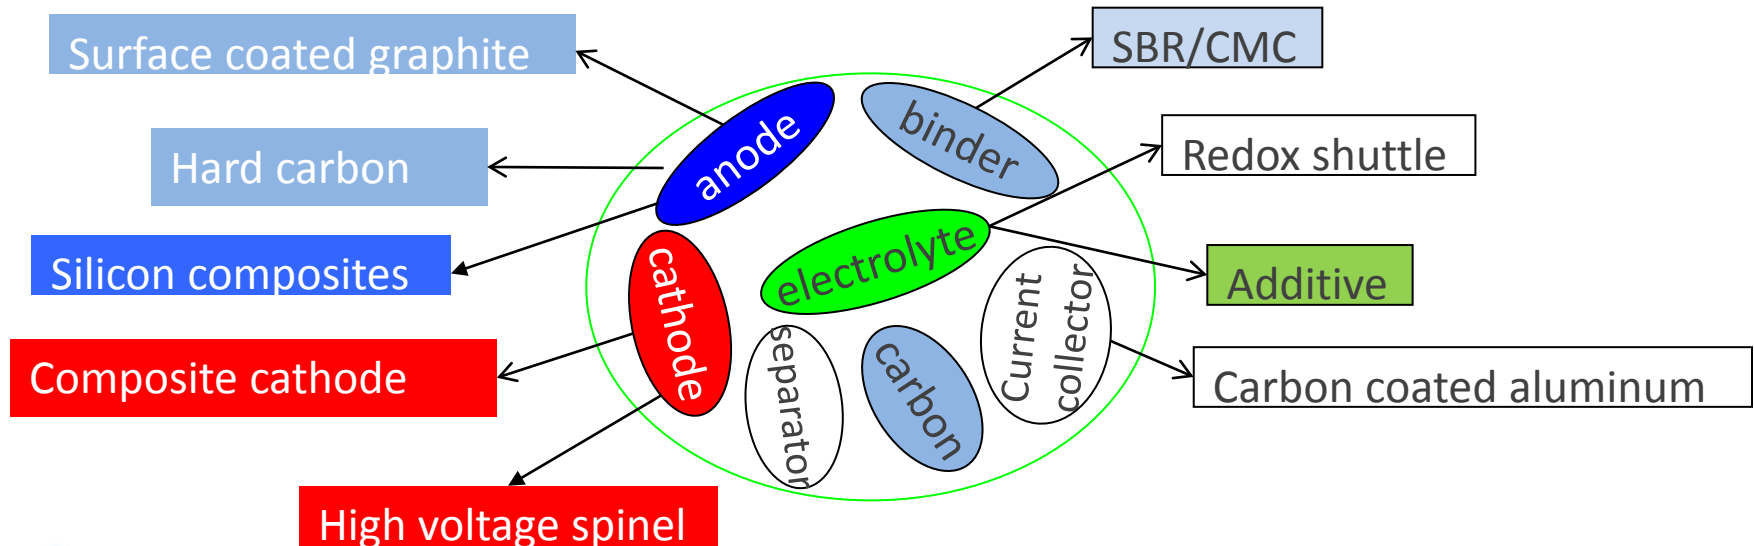 Surface coated graphite
SBR/CMC
anode
binder
Redox shuttle
Hard carbon
electrolyte
Silicon composites
cathode
Additive
Current
collector
separator
carbon
Composite cathode
Carbon coated aluminum
High voltage spinel